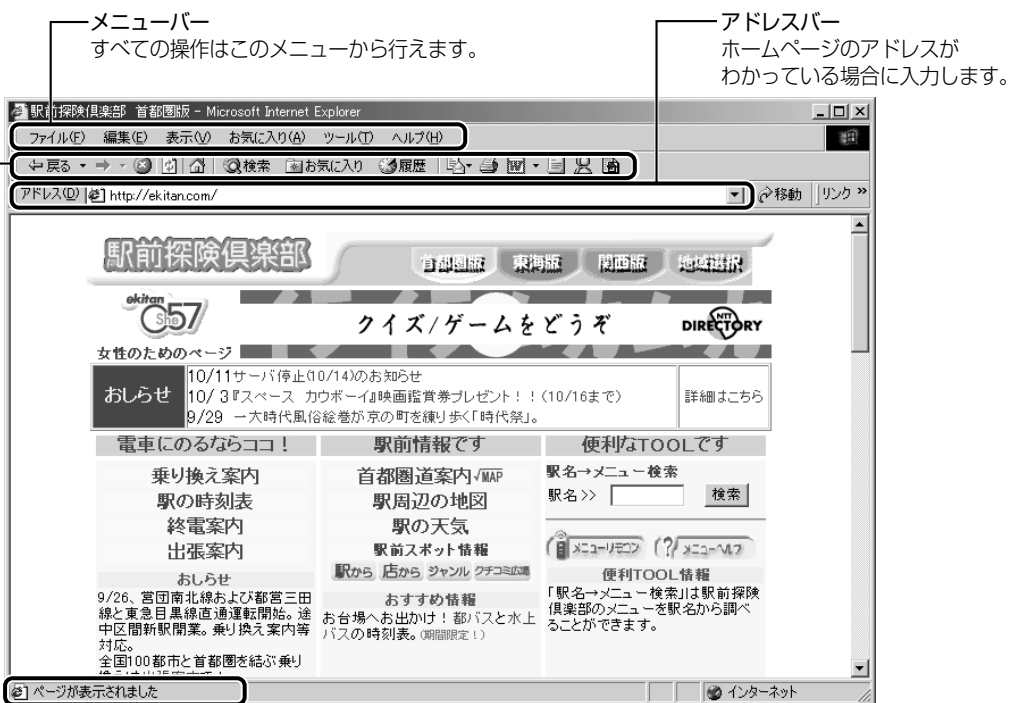 メニューバー
すべての操作はこのメニューから行えます。
アドレスバー
ホームページのアドレスが
わかっている場合に入力します。
駅前探険倶楽部 首都圏版 - Microsoft Internet Explorer
ファイル(F) 編集(E) 表示(V) お気に入り(A) ツール(T) ヘルプ(H)
戻る 検索 お気に入り 履歴
アドレス(D) http://ekitan.com/ 移動 リンク »
駅前探険倶楽部
首都圏版 東海版 関西版 地域選択
ekitan
She
57
女性のためのページ
クイズ/ゲームをどうぞ
NTT
DIRECTORY
おしらせ
10/11サーバ停止(10/14)のお知らせ
10/ 3『スペース カウボーイ』映画鑑賞券プレゼント!!(10/16まで)
9/29 一大時代風俗絵巻が京の町を練り歩く「時代祭」。
詳細はこちら
電車にのるならココ!
乗り換え案内
駅の時刻表
終電案内
出張案内
おしらせ
9/26、営団南北線および都営三田
線と東急目黒線直通運転開始。途
中区間新駅開業。乗り換え案内等
対応。
全国100都市と首都圏を結ぶ乗り
駅前情報です
首都圏道案内√MAP
駅周辺の地図
駅の天気
駅前スポット情報
駅から 店から ジャンル クチコミ広場
おすすめ情報
お台場へお出かけ!都バスと水上
バスの時刻表。(期間限定!)
便利なTOOLです
駅名→メニュー検索
駅名>> 検索
メニューリモコン メニューヘルプ
便利TOOL情報
「駅名→メニュー検索」は駅前探険
倶楽部のメニューを駅名から調べ
ることができます。
ページが表示されました
インターネット